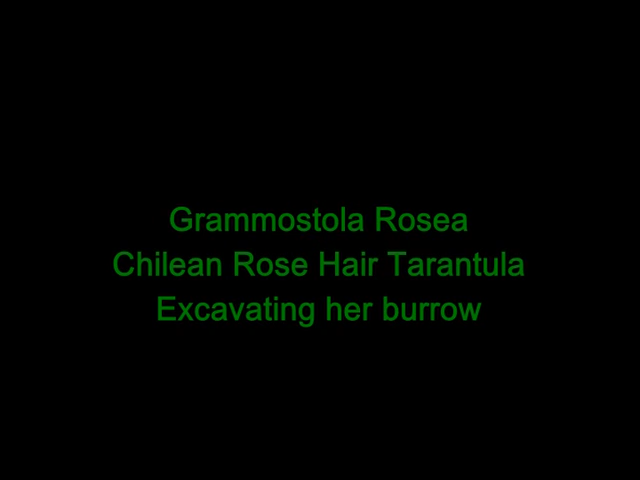 Grammostola Rosea
Chilean Rose Hair Tarantula
Excavating her burrow